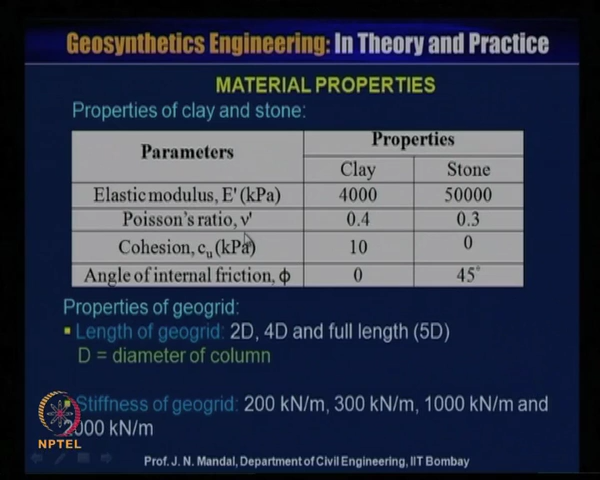 Geosynthetics Engineering: In Theory and Practice
MATERIAL PROPERTIES
Properties of clay and stone:
Parameters Properties
Clay Stone
Elastic modulus, E' (kPa) 4000 50000
Poisson's ratio, ν' 0.4 0.3
Cohesion, cu (kPa) 10 0
Angle of internal friction, ϕ 0 45°
Properties of geogrid:
Length of geogrid: 2D, 4D and full length (5D)
D = diameter of column
Stiffness of geogrid: 200 kN/m, 300 kN/m, 1000 kN/m and
2000 kN/m
NPTEL
Prof. J. N. Mandal, Department of Civil Engineering, IIT Bombay